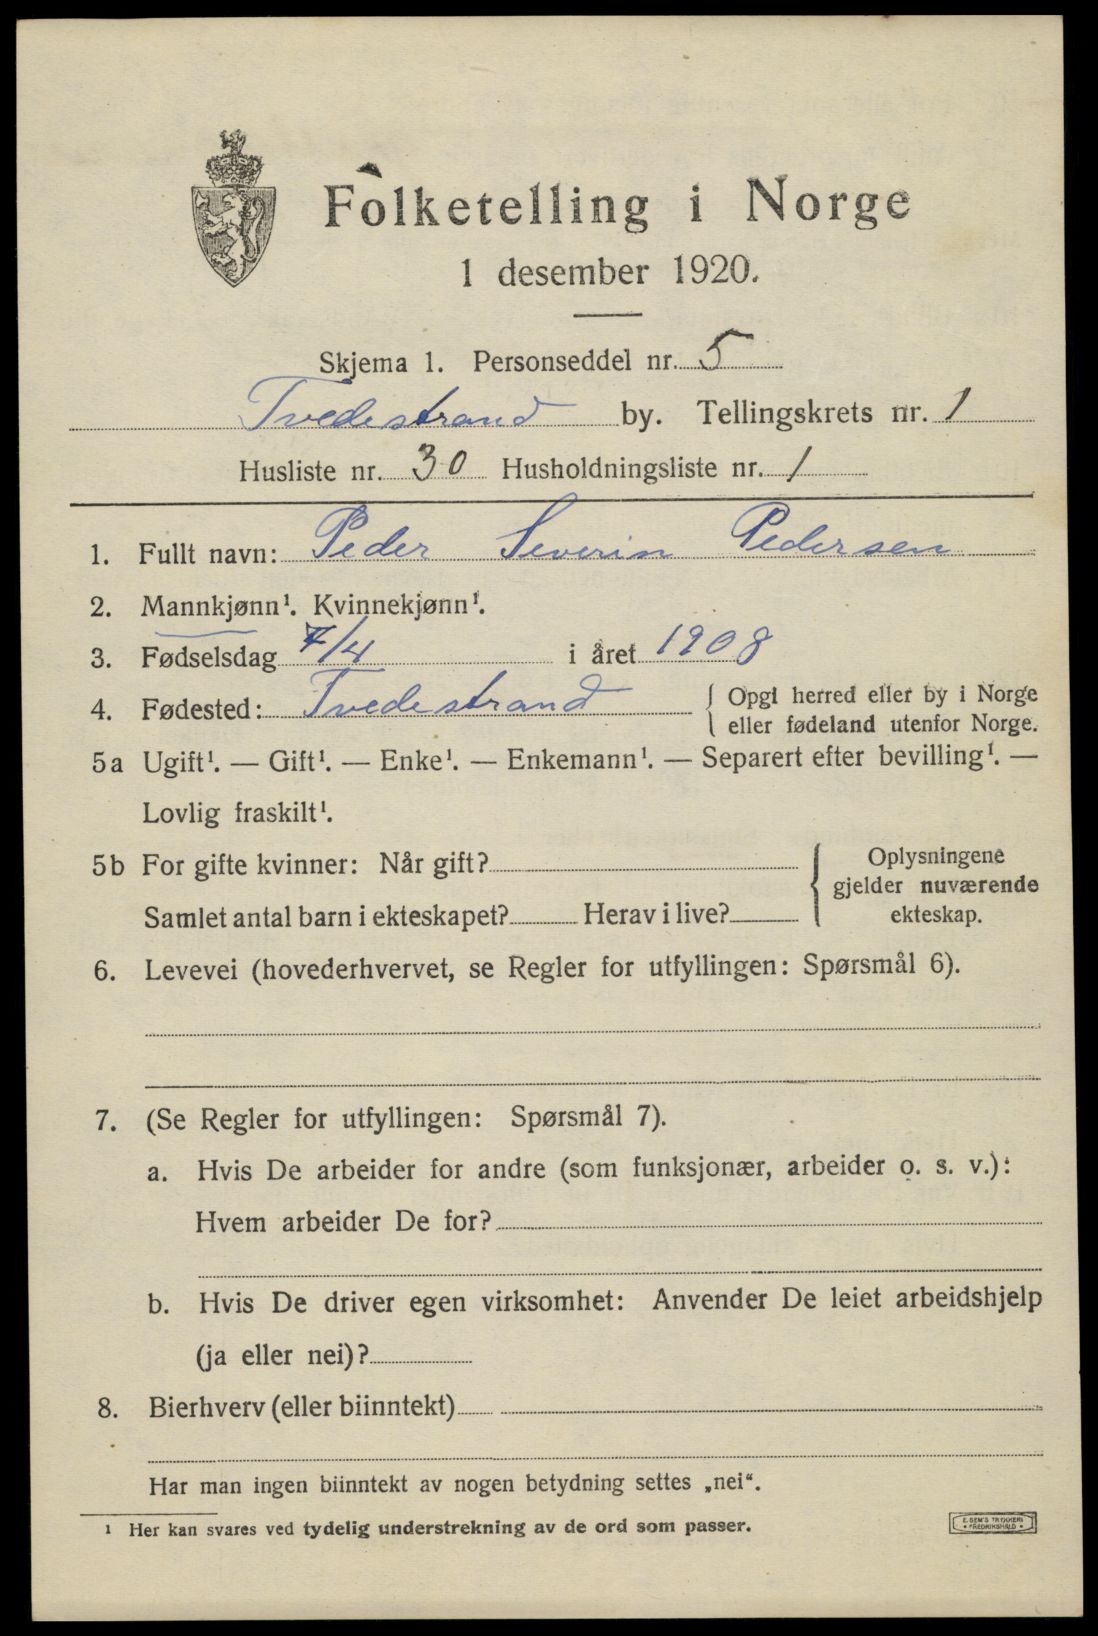 Folketelling i Norge
1 desember 1920.
Skjema 1. Personseddel nr. 5
Tvedestrand by. Tellingskrets nr. 1
Husliste nr. 30 Husholdningsliste nr. 1
1. Fullt navn: Peder Severin Pedersen
2. Mannkjønn¹. Kvinnekjønn¹.
3. Fødselsdag 7/4 i året 1908
4. Fødested: Tvedestrand { Opgi herred eller by i Norge
eller fødeland utenfor Norge.
5a Ugift¹. — Gift¹. — Enke¹. — Enkemann¹. — Separert efter bevilling¹. —
Lovlig fraskilt¹.
5b For gifte kvinner: Når gift?
Samlet antal barn i ekteskapet? Herav i live?
{ Oplysningene
gjelder nuværende
ekteskap.
6. Levevei (hovederhvervet, se Regler for utfyllingen: Spørsmål 6).
7. (Se Regler for utfyllingen: Spørsmål 7).
a. Hvis De arbeider for andre (som funksjonær, arbeider o. s. v.):
Hvem arbeider De for?
b. Hvis De driver egen virksomhet: Anvender De leiet arbeidshjelp
(ja eller nei)?
8. Bierhverv (eller biinntekt)
Har man ingen biinntekt av nogen betydning settes „nei“.
¹ Her kan svares ved tydelig understrekning av de ord som passer.
E. SEM'S TRYKKERI
• FREDRIKSHALD •